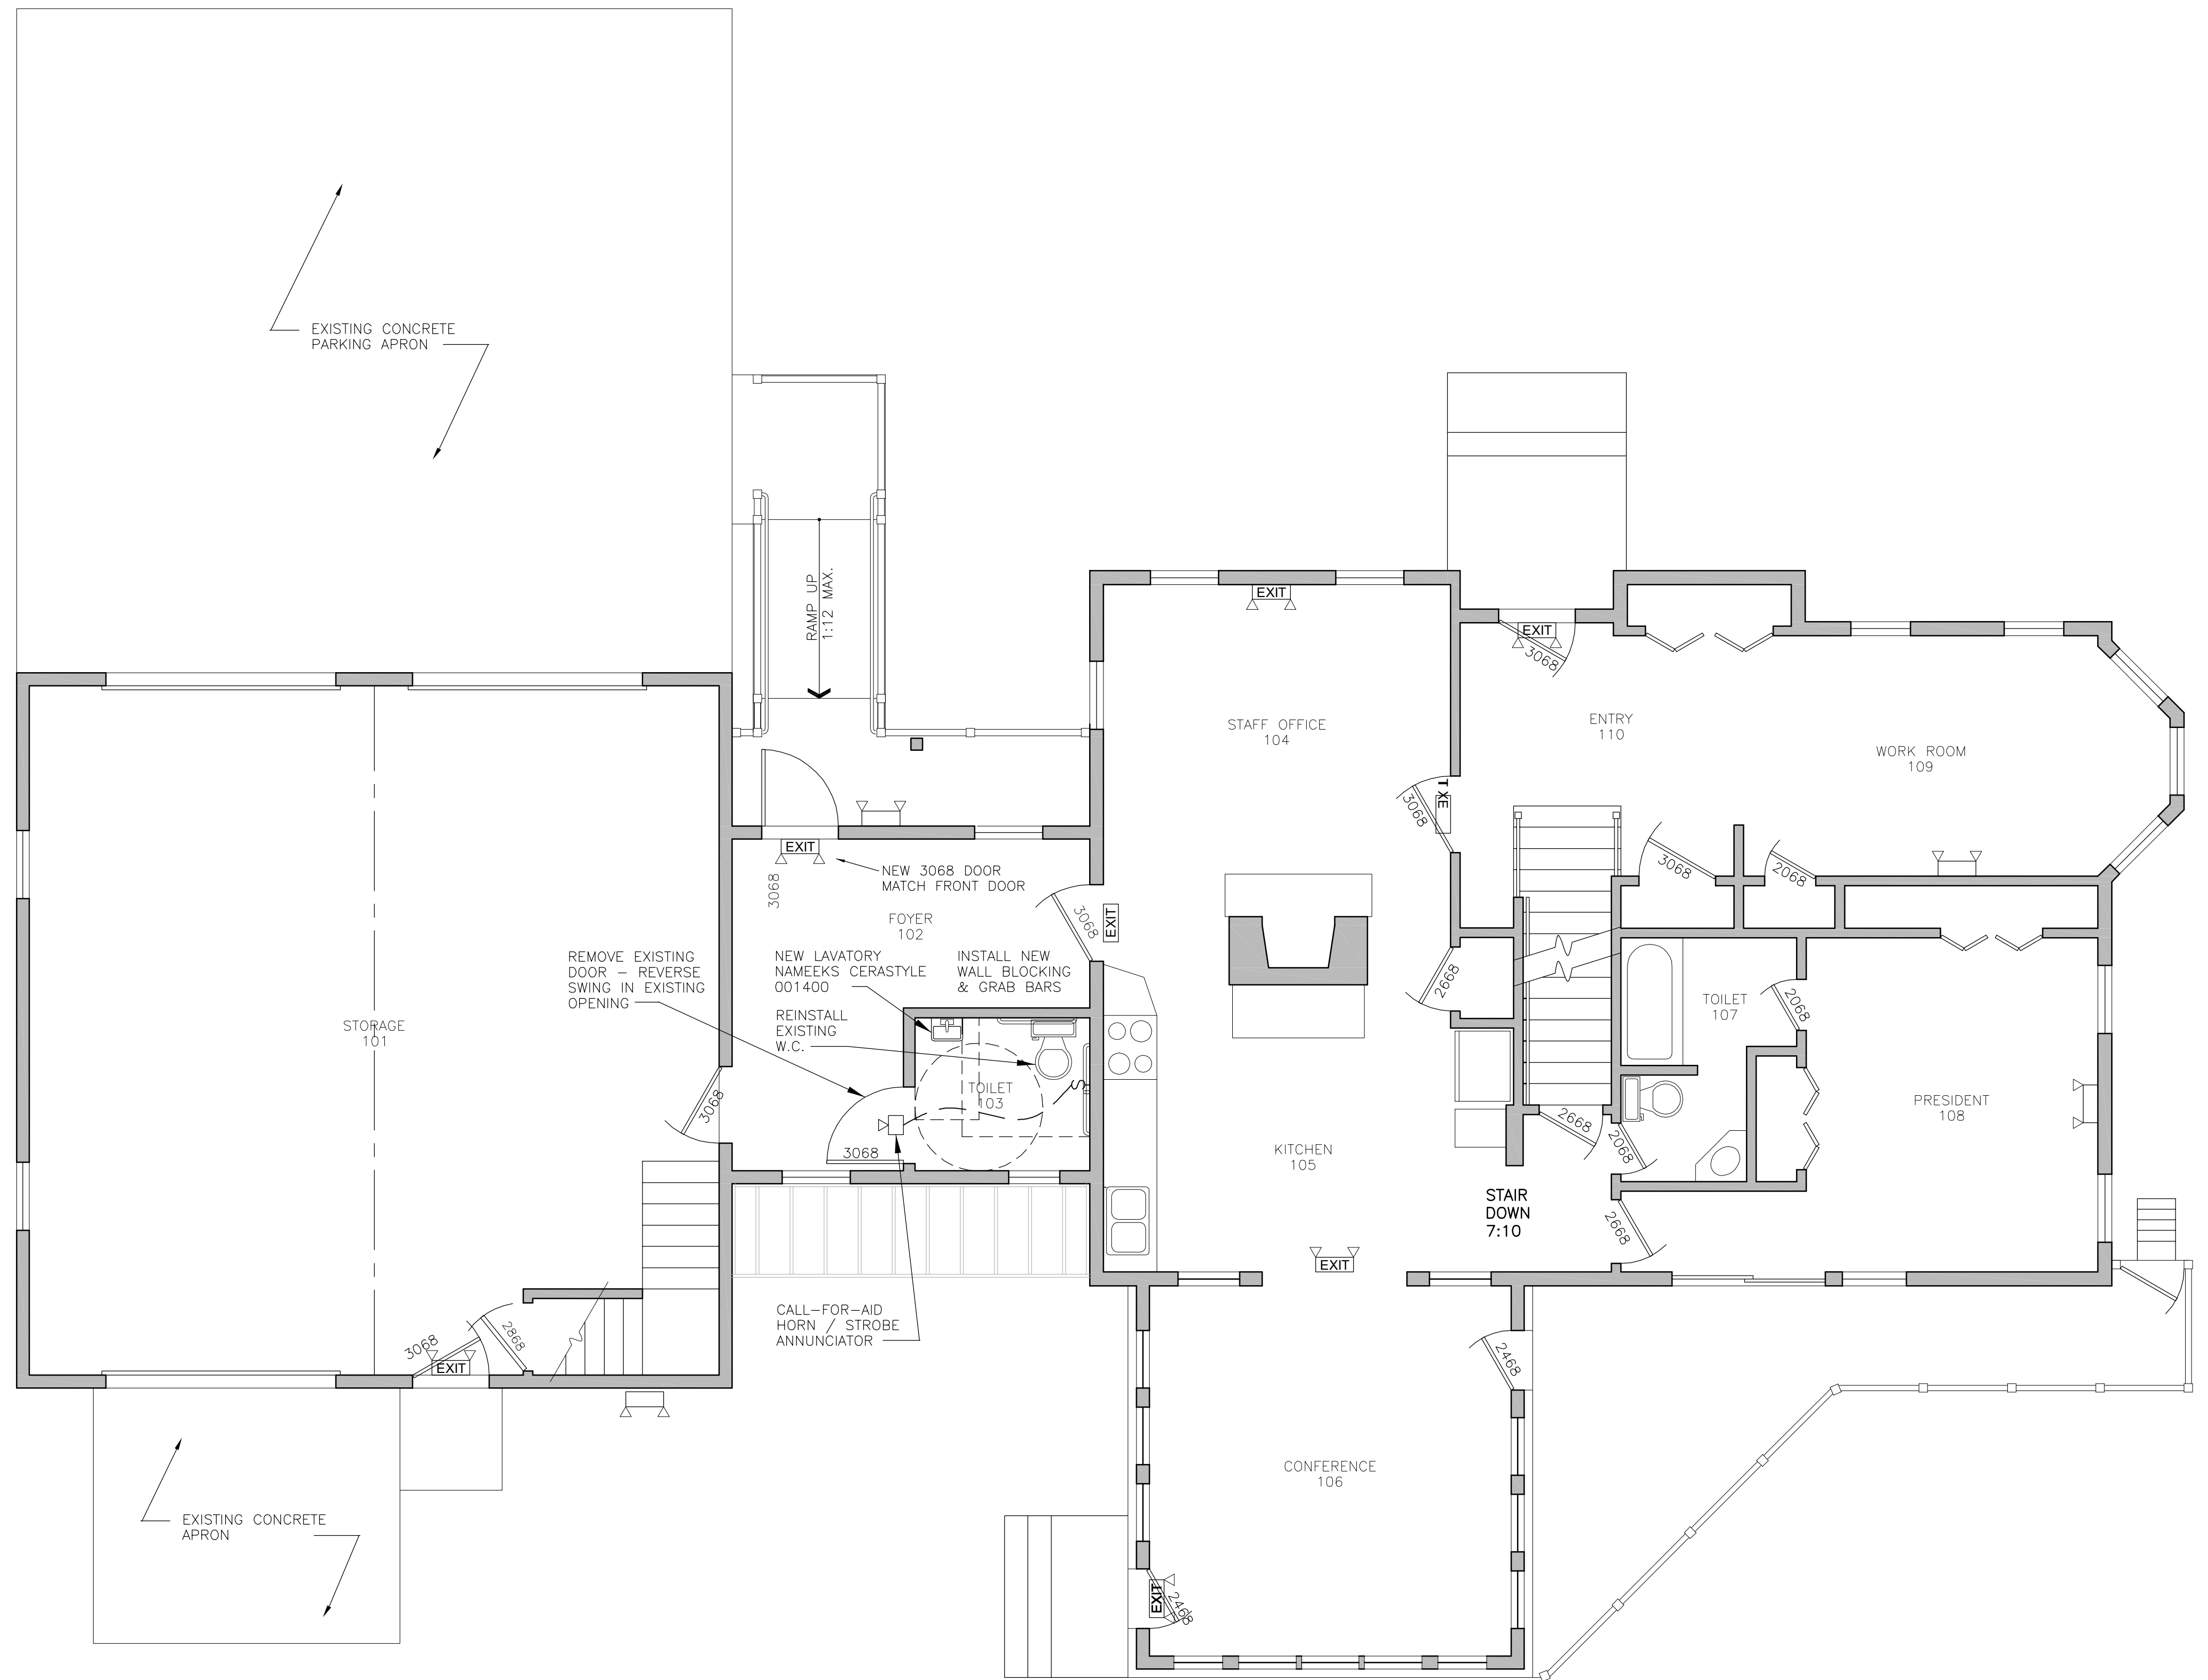 EXISTING CONCRETE
PARKING APRON
RAMP UP
1:12 MAX.
EXIT
EXIT
3068
STAFF OFFICE
104
ENTRY
110
WORK ROOM
109
EXIT
3068
3068
2068
EXIT
3068
NEW 3068 DOOR
MATCH FRONT DOOR
FOYER
102
3068
EXIT
REMOVE EXISTING
DOOR – REVERSE
SWING IN EXISTING
OPENING
NEW LAVATORY
NAMEEKS CERASTYLE
001400
INSTALL NEW
WALL BLOCKING
& GRAB BARS
REINSTALL
EXISTING
W.C.
STORAGE
101
TOILET
103
S
3068
3068
2668
TOILET
107
2068
PRESIDENT
108
2668
2068
KITCHEN
105
STAIR
DOWN
7:10
2668
EXIT
CALL–FOR–AID
HORN / STROBE
ANNUNCIATOR
3068
2868
EXIT
2468
CONFERENCE
106
EXISTING CONCRETE
APRON
EXIT
2468